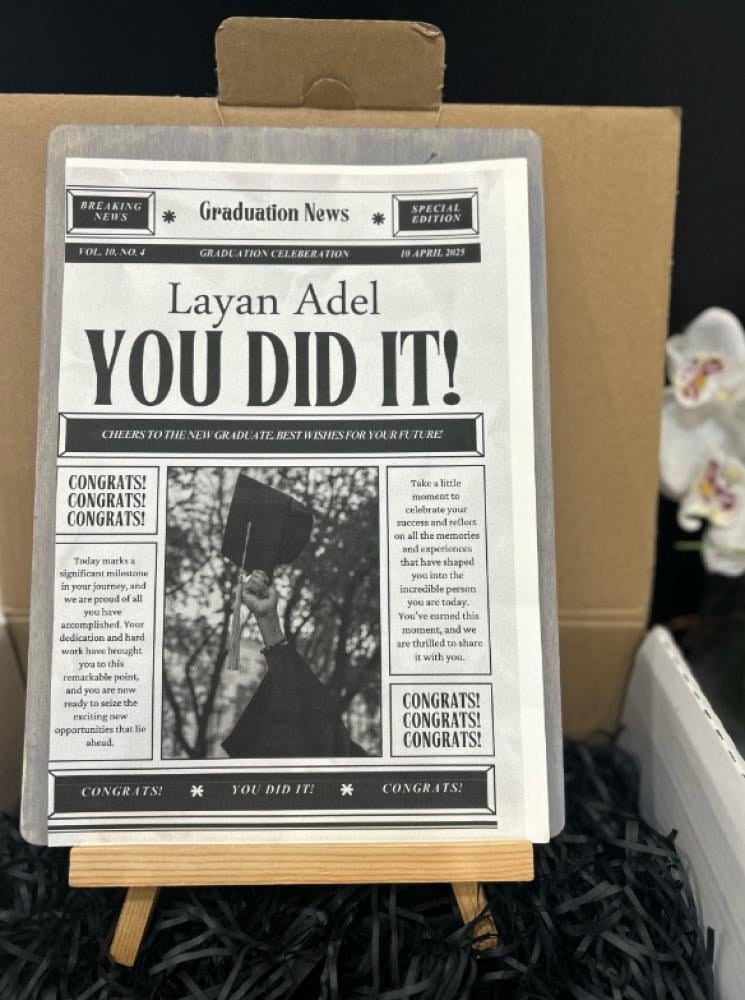 BREAKING
NEWS
Graduation News
SPECIAL
EDITION
VOL. 10, NO. 4
GRADUATION CELEBERATION
10 APRIL 2025
Layan Adel
YOU DID IT!
CHEERS TO THE NEW GRADUATE. BEST WISHES FOR YOUR FUTURE!
CONGRATS!
CONGRATS!
CONGRATS!
Today marks a
significant milestone
in your journey, and
we are proud of all
you have
accomplished. Your
dedication and hard
work have brought
you to this
remarkable point,
and you are now
ready to seize the
exciting new
opportunities that lie
ahead.
Take a little
moment to
celebrate your
success and reflect
on all the memories
and experiences
that have shaped
you into the
incredible person
you are today.
You've earned this
moment, and we
are thrilled to share
it with you.
CONGRATS!
CONGRATS!
CONGRATS!
CONGRATS!
YOU DID IT!
CONGRATS!